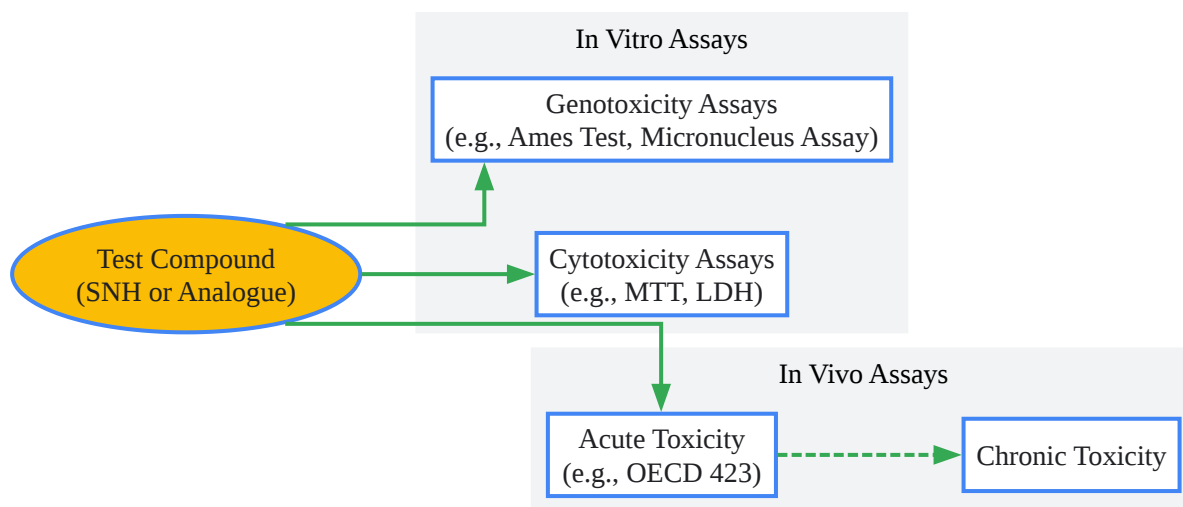 In Vitro Assays
Genotoxicity Assays
(e.g., Ames Test, Micronucleus Assay)
Test Compound
(SNH or Analogue)
Cytotoxicity Assays
(e.g., MTT, LDH)
In Vivo Assays
Acute Toxicity
(e.g., OECD 423)
Chronic Toxicity